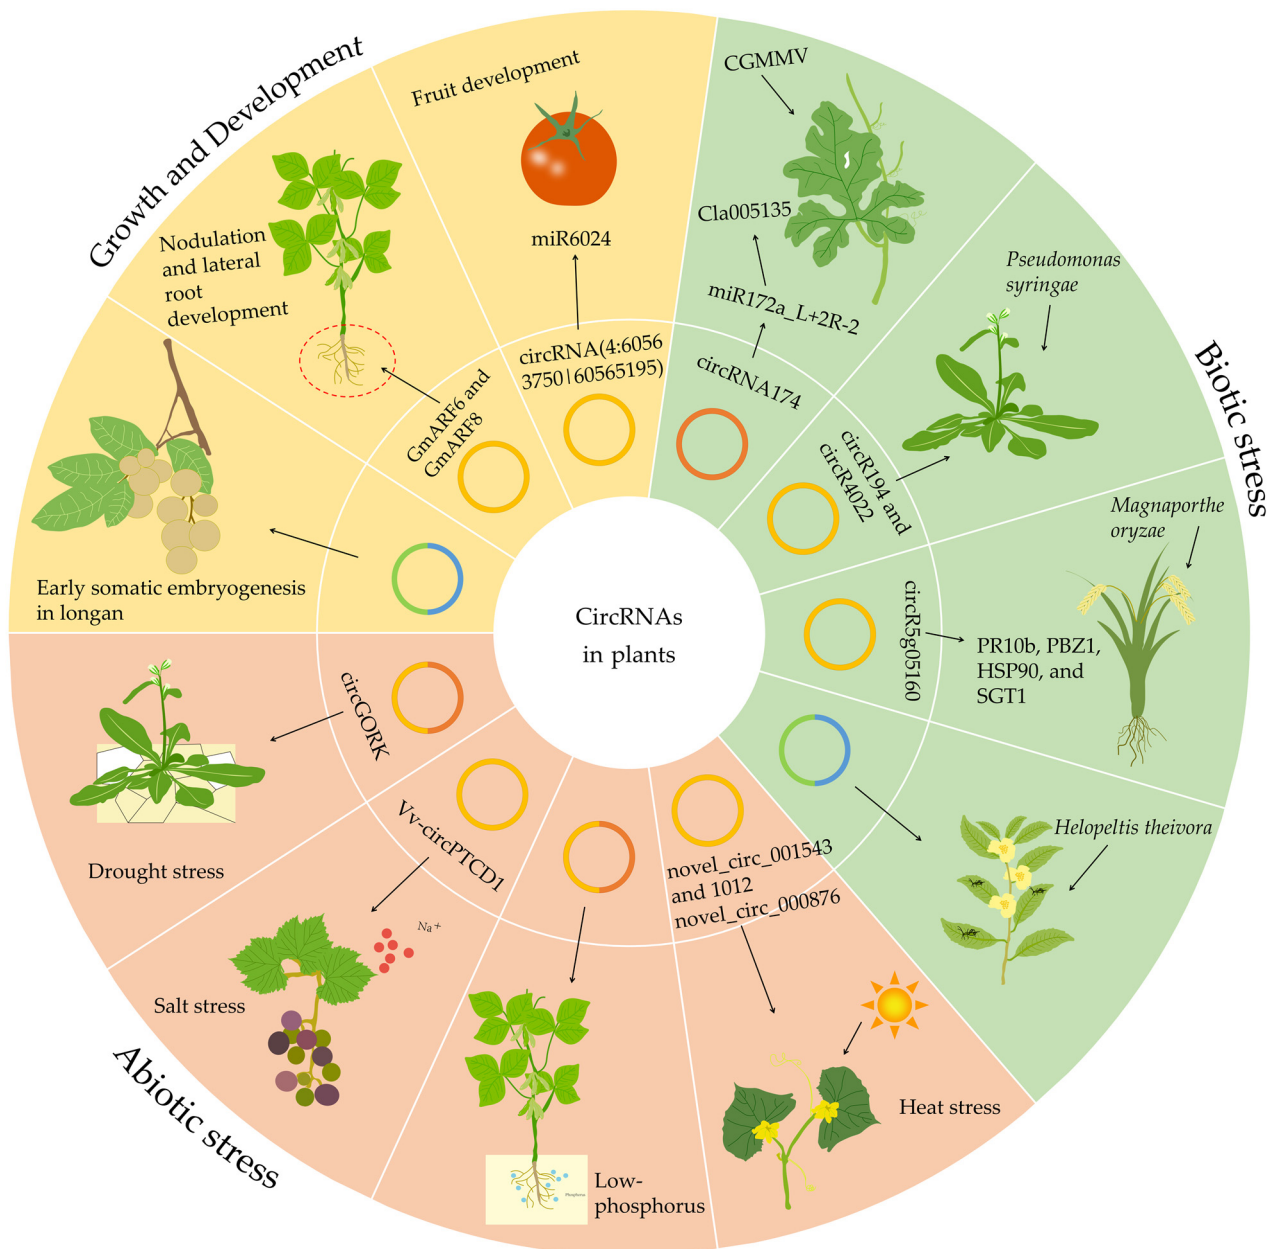 Growth and Development
Fruit development
miR6024
circRNA(4:6056
3750|60565195)
Nodulation
and lateral
root
development
GmARF6 and
GmARF8
Early somatic embryogenesis
in longan
CGMMV
Cla005135
miR172a_L+2R-2
circRNA174
Biotic stress
Pseudomonas
syringae
circR194 and
circR4022
Magnaporthe
oryzae
circR5g05160
PR10b, PBZ1,
HSP90, and
SGT1
Helopeltis theivora
CircRNAs
in plants
Abiotic stress
circGORK
Drought stress
Vv-circPTCD1
Na+
Salt stress
Phosphorus
Low-
phosphorus
novel_circ_001543
and 1012
novel_circ_000876
Heat stress